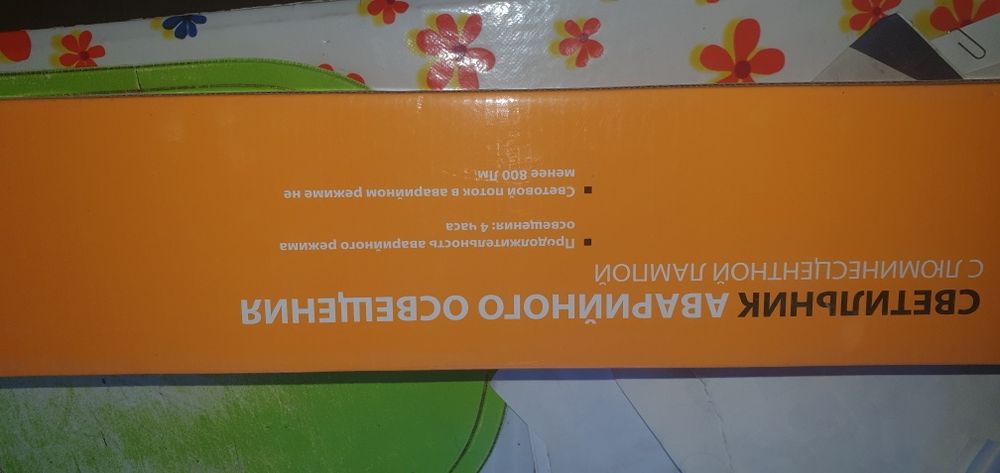 СВЕТИЛЬНИК АВАРИЙНОГО ОСВЕЩЕНИЯ
С ЛЮМИНЕСЦЕНТНОЙ ЛАМПОЙ
Продолжительность аварийного режима
освещения: 4 часа
Световой поток в аварийном режиме не
менее 800 Лм